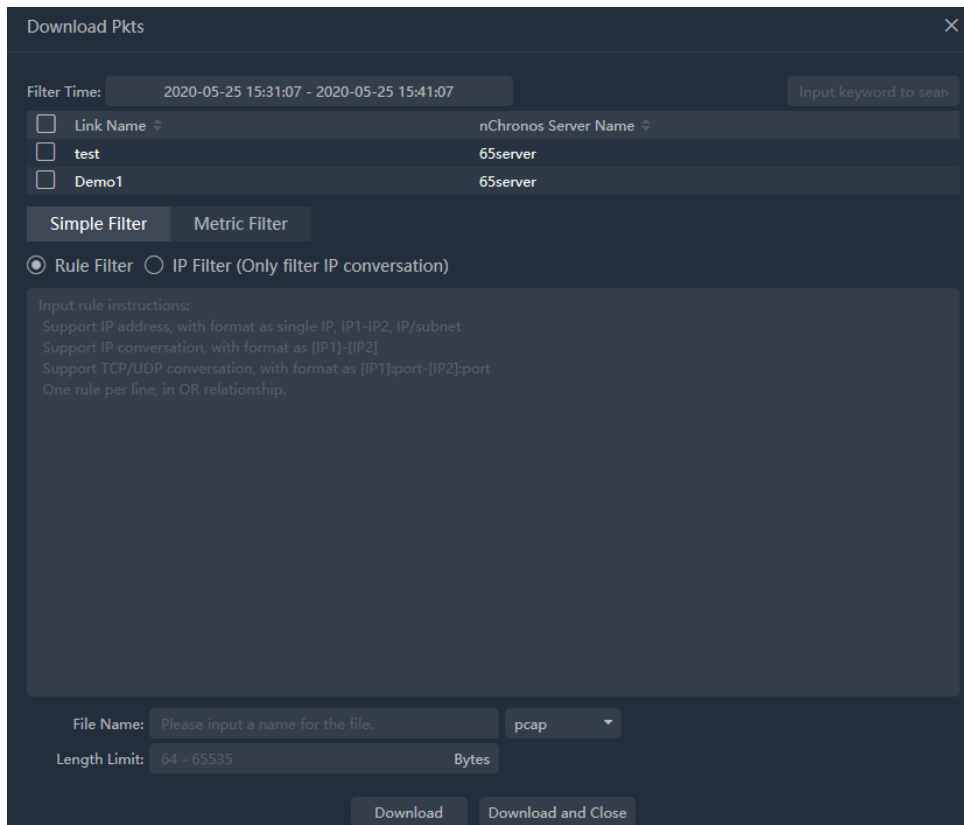 Download Pkts
Filter Time: 2020-05-25 15:31:07 - 2020-05-25 15:41:07 Input keyword to sear
Link Name nChronos Server Name
test 65server
Demo1 65server
Simple Filter Metric Filter
Rule Filter IP Filter (Only filter IP conversation)
Input rule instructions:
Support IP address, with format as single IP, IP1-IP2, IP/subnet
Support IP conversation, with format as [IP1]-[IP2]
Support TCP/UDP conversation, with format as [IP1]:port-[IP2]:port
One rule per line, in OR relationship.
File Name: Please input a name for the file. pcap
Length Limit: 64 - 65535 Bytes
Download Download and Close